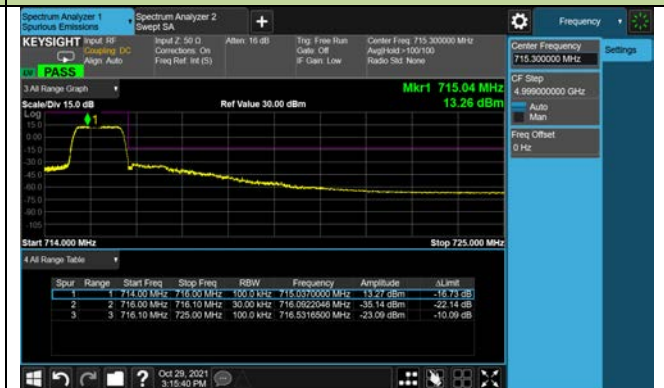 Spectrum Analyzer 1
Spurious Emissions
Spectrum Analyzer 2
Swept SA
+
Frequency
KEYSIGHT
Input: RF
Coupling: DC
Align: Auto
Input Z: 50 Ω
Corrections: On
Freq Ref: Int (S)
Atten: 16 dB
Trig: Free Run
Gate: Off
IF Gain: Low
Center Freq: 715.300000 MHz
Avg|Hold:>100/100
Radio Std: None
PASS
3 All Range Graph
Mkr1 715.04 MHz
13.26 dBm
Scale/Div 15.0 dB
Ref Value 30.00 dBm
Log
15.0
0.00
-15.0
-30.0
-45.0
-60.0
-75.0
-90.0
-105
1
Start 714.000 MHz
Stop 725.000 MHz
4 All Range Table
Spur Range Start Freq Stop Freq RBW Frequency Amplitude ΔLimit
1 1 714.00 MHz 716.00 MHz 100.0 kHz 715.0370000 MHz 13.27 dBm -16.73 dB
2 2 716.00 MHz 716.10 MHz 30.00 kHz 716.0922046 MHz -35.14 dBm -22.14 dB
3 3 716.10 MHz 725.00 MHz 100.0 kHz 716.5316500 MHz -23.09 dBm -10.09 dB
Center Frequency
715.300000 MHz
Settings
CF Step
4.999000000 GHz
Auto
Man
Freq Offset
0 Hz
?
Oct 29, 2021
3:15:40 PM